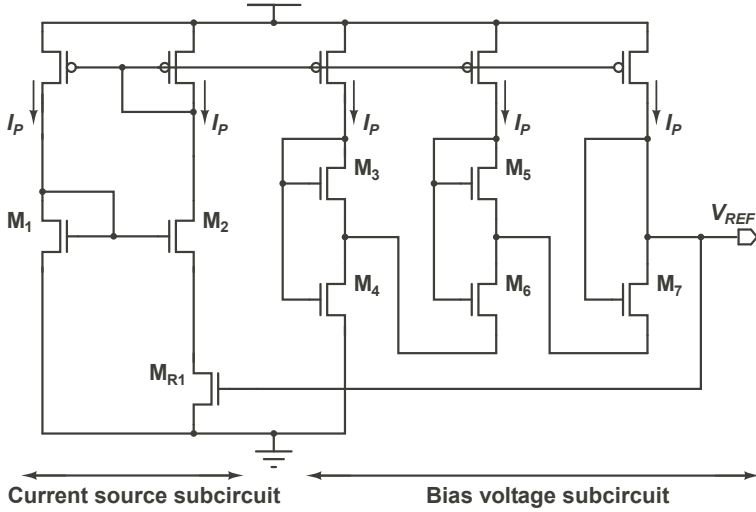 I_P I_P I_P I_P I_P
M_3 M_5
M_1 M_2 V_REF
M_4 M_6 M_7
M_R1
Current source subcircuit Bias voltage subcircuit